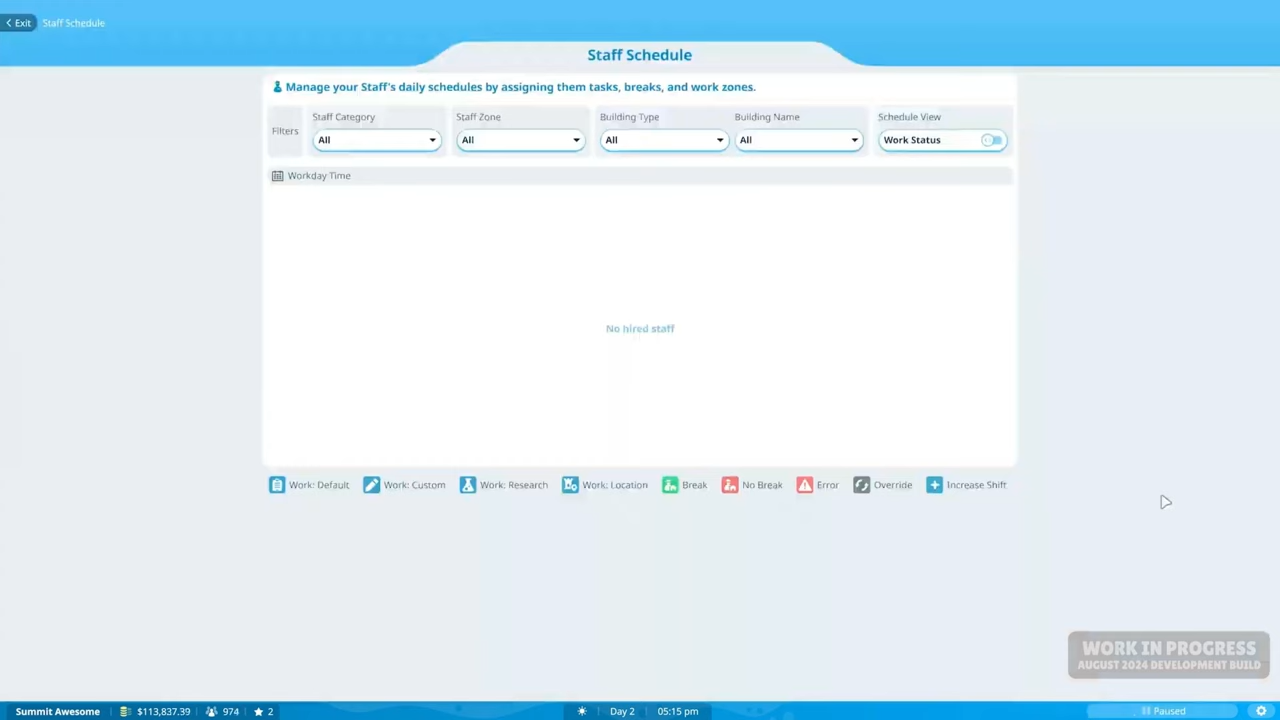 Exit Staff Schedule
Staff Schedule
Manage your Staff's daily schedules by assigning them tasks, breaks, and work zones.
Filters
Staff Category
Staff Zone
Building Type
Building Name
Schedule View
All
All
All
All
Work Status
Workday Time
No hired staff
Work: Default
Work: Custom
Work: Research
Work: Location
Break
No Break
Error
Override
Increase Shift
WORK IN PROGRESS
AUGUST 2024 DEVELOPMENT BUILD
Summit Awesome
$113,837.39
974
2
Day 2
05:15 pm
Paused